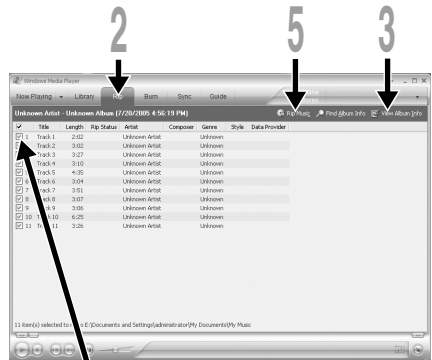 2 5 3
Windows Media Player
Now Playing Library Rip Burn Sync Guide
Unknown Artist - Unknown Album (7/20/2005 4:56:19 PM) Rip Music Find Album Info View Album Info
Title Length Rip Status Artist Composer Genre Style Data Provider
1 Track 1 2:02 Unknown Artist Unknown
2 Track 2 3:02 Unknown Artist Unknown
Track 3 3:27 Unknown Artist Unknown
Track 4 3:10 Unknown Artist Unknown
5 Track 5 4:35 Unknown Artist Unknown
6 Track 6 3:04 Unknown Artist Unknown
7 Track 7 3:51 Unknown Artist Unknown
8 Track 8 3:07 Unknown Artist Unknown
9 Track 9 3:06 Unknown Artist Unknown
10 Track 10 6:25 Unknown Artist Unknown
11 Track 11 3:26 Unknown Artist Unknown
11 item(s) selected to rip to E:\Documents and Settings\administrator\My Documents\My Music